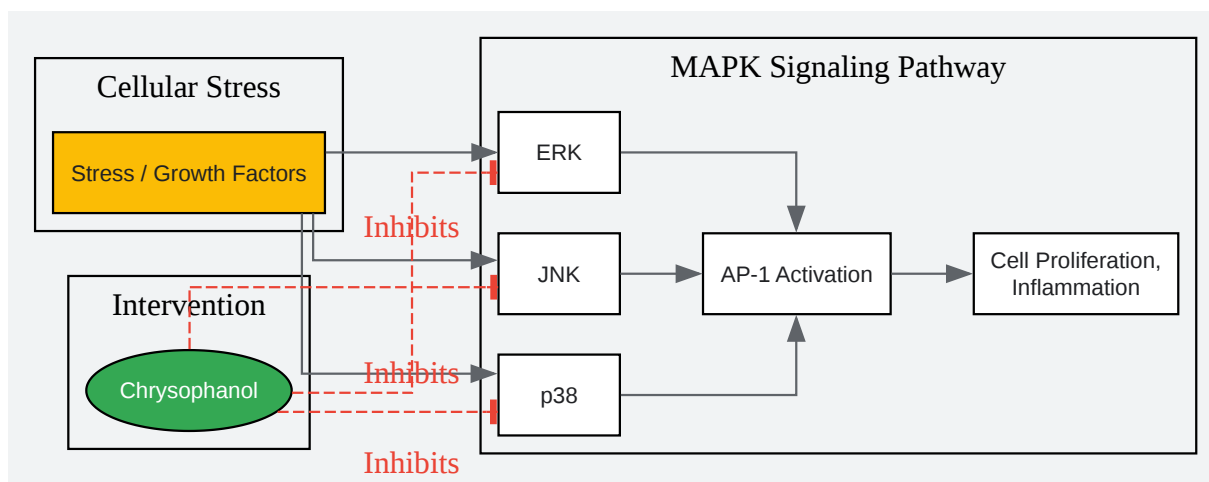 MAPK Signaling Pathway
Cellular Stress
Stress / Growth Factors
ERK
Inhibits
JNK
AP-1 Activation
Cell Proliferation,
Inflammation
Intervention
Chrysophanol
Inhibits
p38
Inhibits